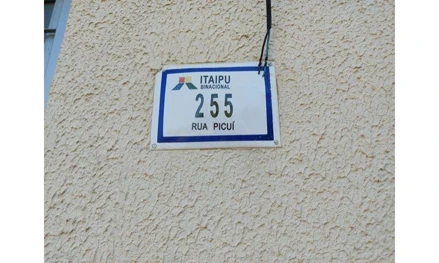 ITAIPU
BINACIONAL
255
RUA PICUÍ